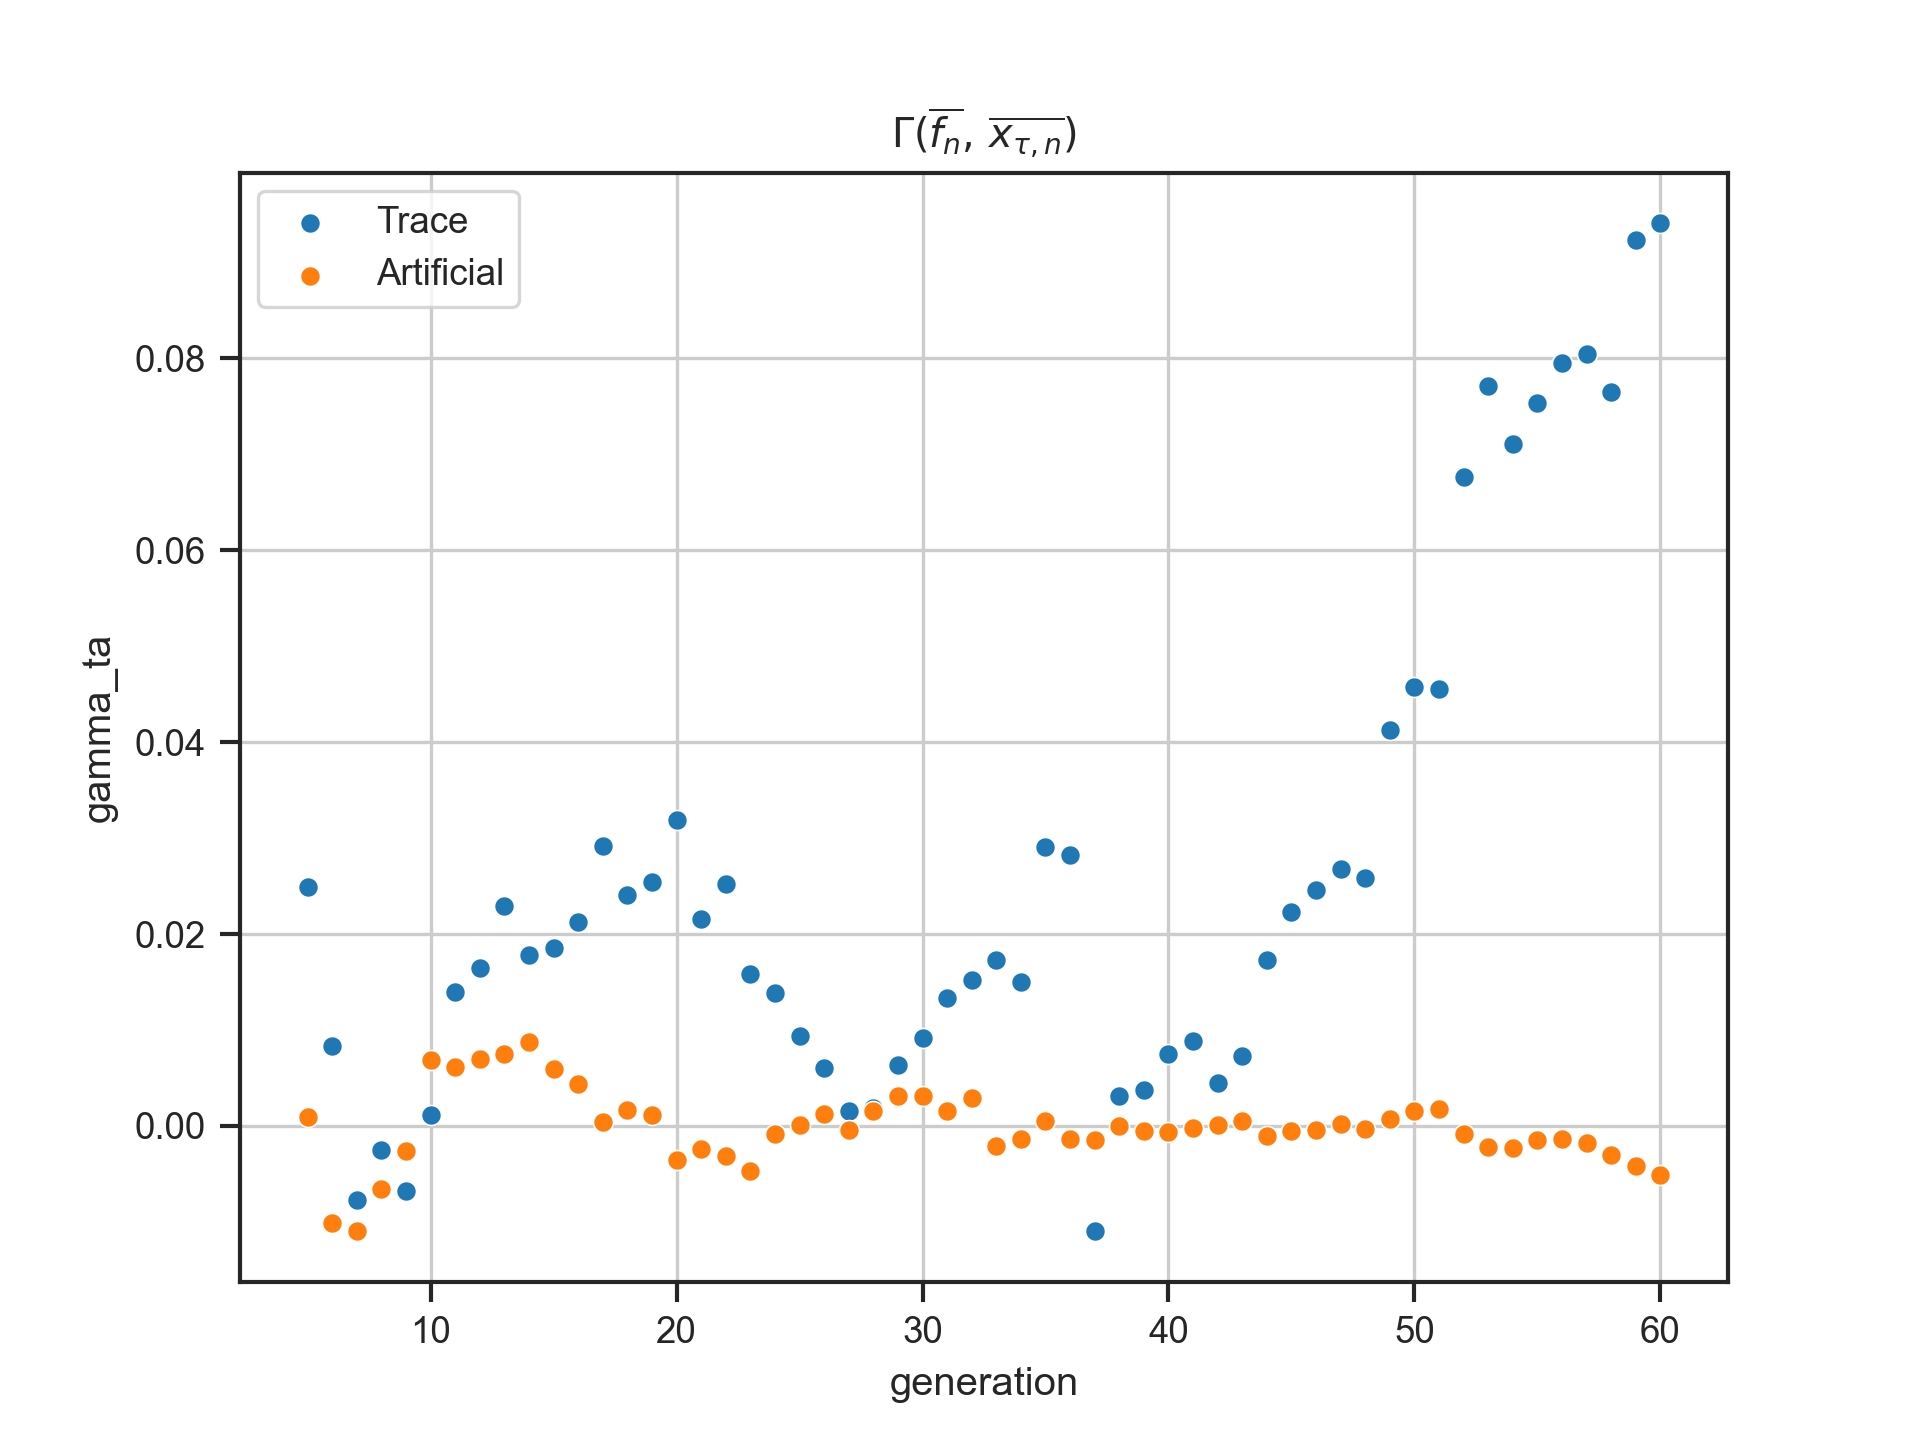 Γ(f̅ₙ, x̅_τ,n)
Trace
Artificial
0.08
0.06
0.04
0.02
0.00
gamma_ta
10 20 30 40 50 60
generation